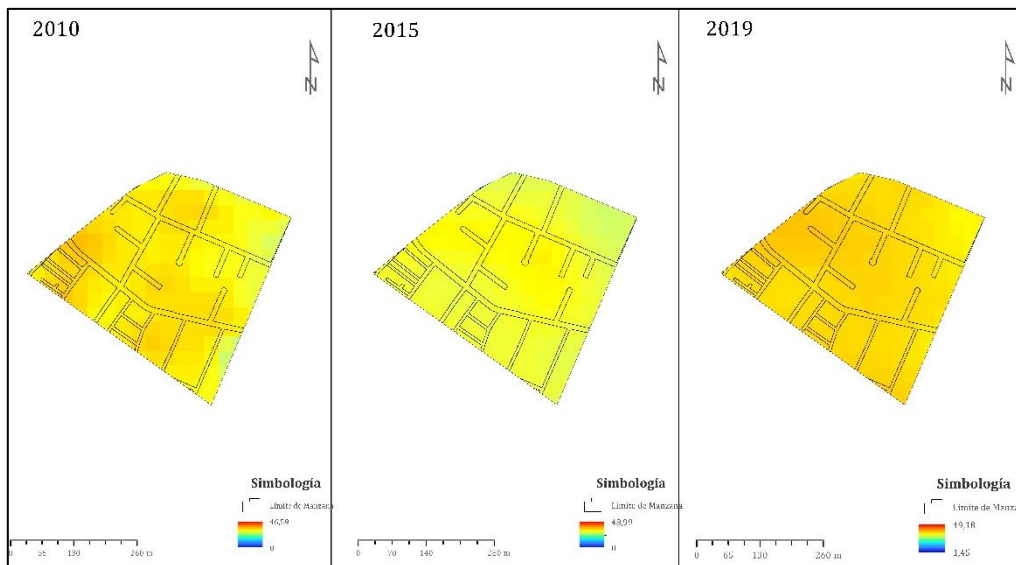 2010
N
Simbología
Límite de Manzana
46,59
0
0 65 130 260 m
2015
N
Simbología
Límite de Manzana
48,99
0
0 70 140 260 m
2019
N
Simbología
Límite de Manzana
49,18
1,45
0 65 130 260 m